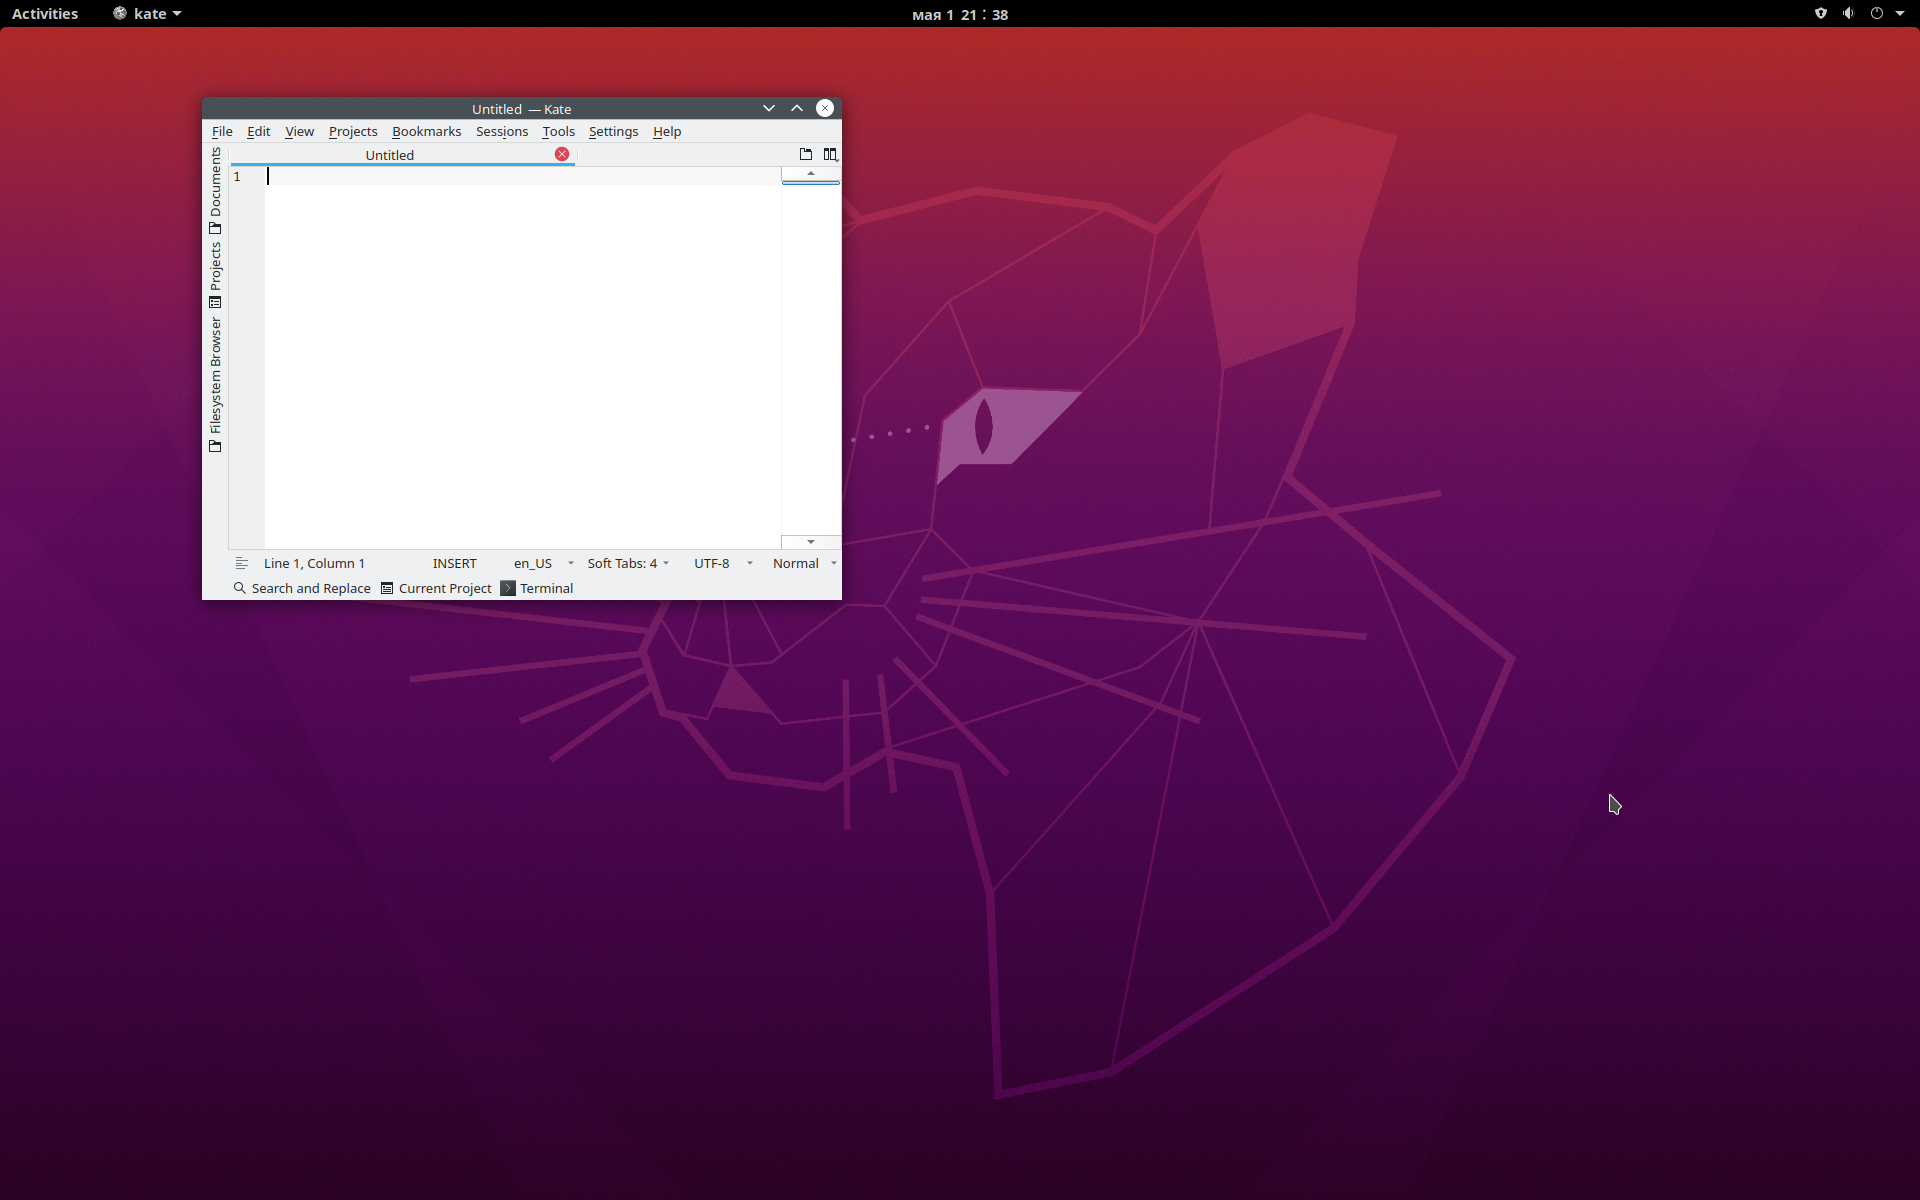 Activities kate мая 1 21 : 38
Untitled — Kate
File Edit View Projects Bookmarks Sessions Tools Settings Help
Untitled
Documents
Projects
Filesystem Browser
1
Line 1, Column 1 INSERT en_US Soft Tabs: 4 UTF-8 Normal
Search and Replace Current Project Terminal